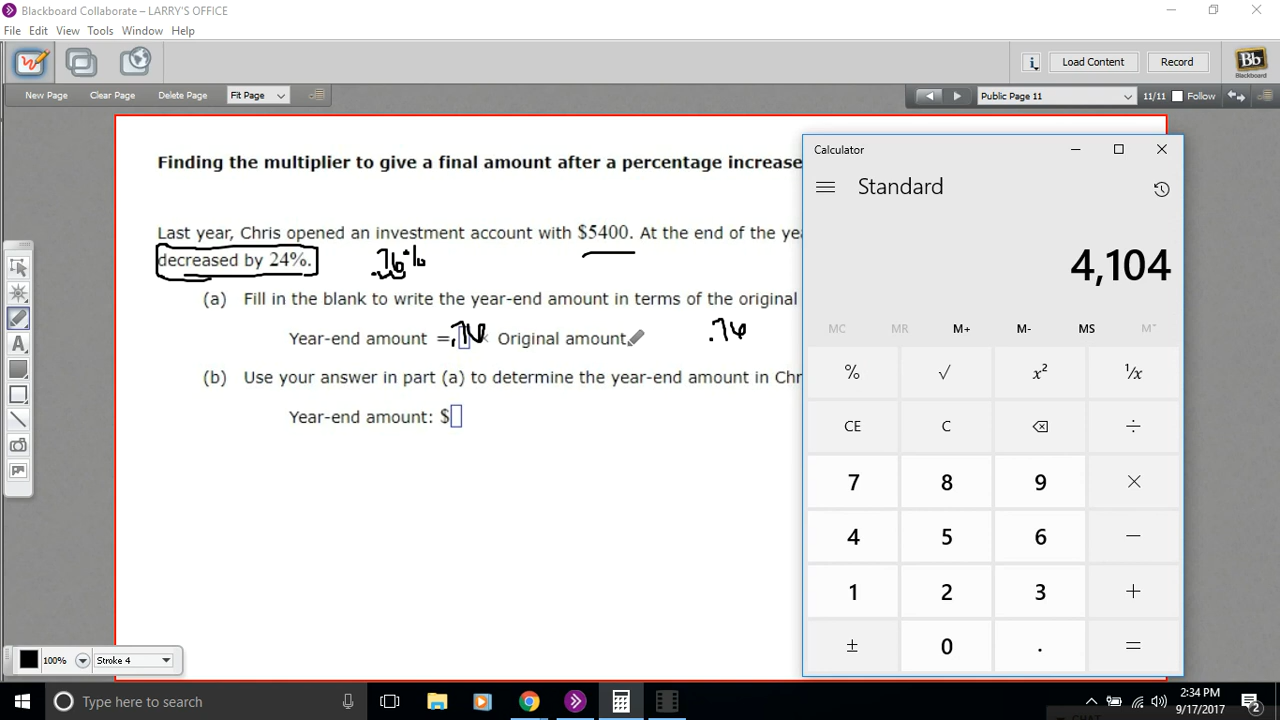 Blackboard Collaborate – LARRY'S OFFICE
File Edit View Tools Window Help
Load Content Record Bb Blackboard
New Page Clear Page Delete Page Fit Page Public Page 11 11/11 Follow
Finding the multiplier to give a final amount after a percentage increase
Last year, Chris opened an investment account with $5400. At the end of the yea
decreased by 24%. 76%
(a) Fill in the blank to write the year-end amount in terms of the original
Year-end amount = .76 × Original amount .76
(b) Use your answer in part (a) to determine the year-end amount in Chr
Year-end amount: $
Calculator
Standard
4,104
MC MR M+ M- MS M˅
% √ x² ¹/x
CE C ÷
7 8 9 ×
4 5 6 −
1 2 3 +
± 0 . =
100% Stroke 4
Type here to search
2:34 PM
9/17/2017
2